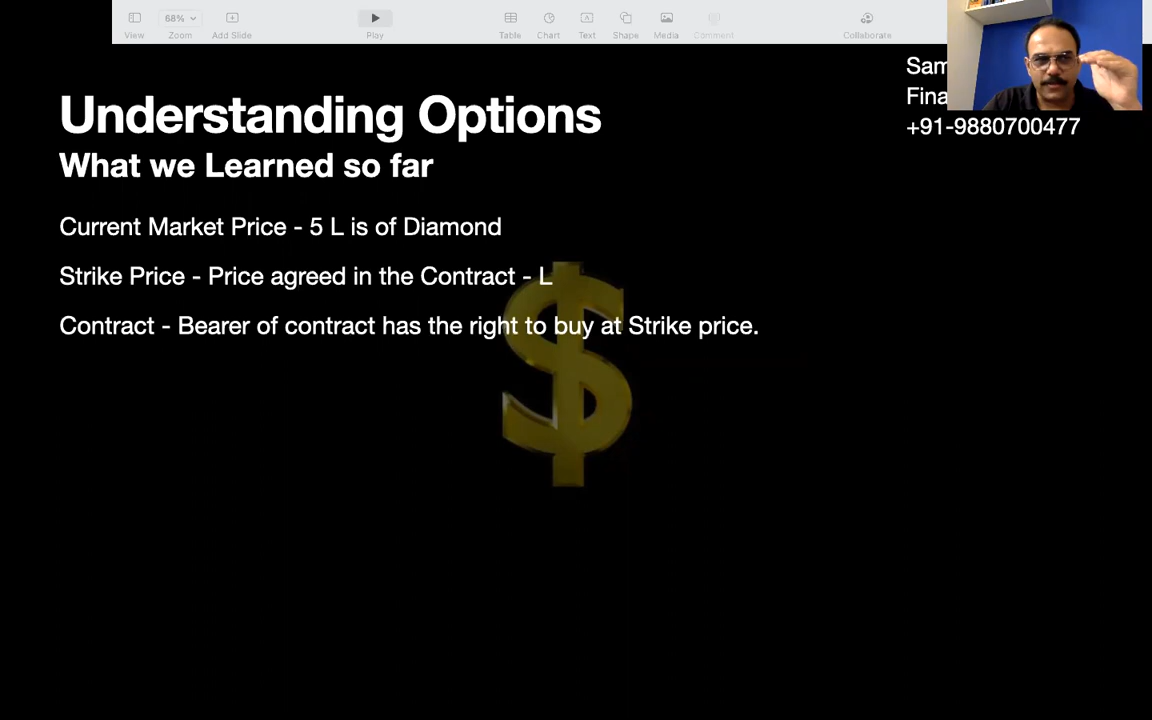 View
68%
Zoom
Add Slide
Play
Table
Chart
Text
Shape
Media
Comment
Collaborate
Understanding Options
What we Learned so far
Current Market Price - 5 L is of Diamond
Strike Price - Price agreed in the Contract - L
Contract - Bearer of contract has the right to buy at Strike price.
+91-9880700477